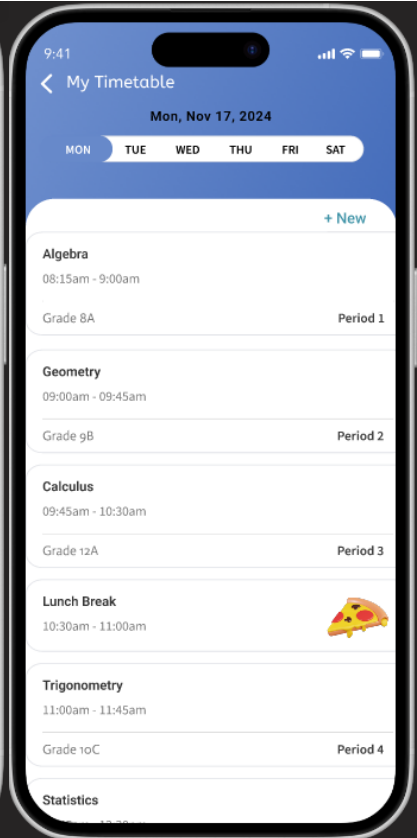 9:41
My Timetable
Mon, Nov 17, 2024
MON TUE WED THU FRI SAT
+ New
Algebra
08:15am - 9:00am
Grade 8A Period 1
Geometry
09:00am - 09:45am
Grade 9B Period 2
Calculus
09:45am - 10:30am
Grade 12A Period 3
Lunch Break
10:30am - 11:00am
Trigonometry
11:00am - 11:45am
Grade 10C Period 4
Statistics